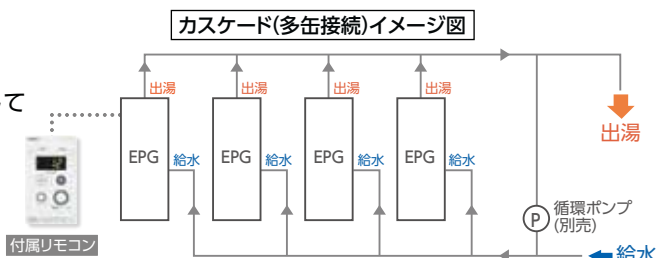 カスケード(多缶接続)イメージ図
て
出湯
出湯
出湯
出湯
出湯
EPG
給水
EPG
給水
EPG
給水
EPG
給水
P
循環ポンプ
(別売)
付属リモコン
給水